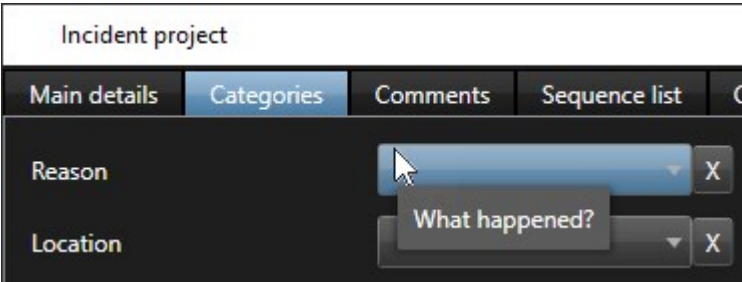 Incident project
Main details Categories Comments Sequence list
Reason X
What happened?
Location X